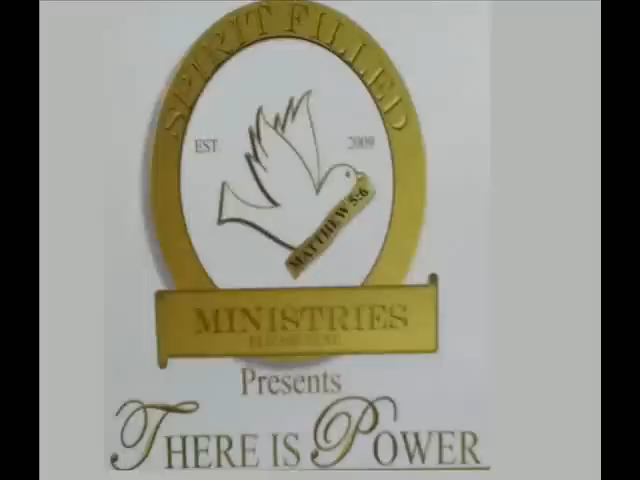 SPIRIT FILLED
EST. 2009
MATTHEW 5:6
MINISTRIES
Presents
THERE IS POWER